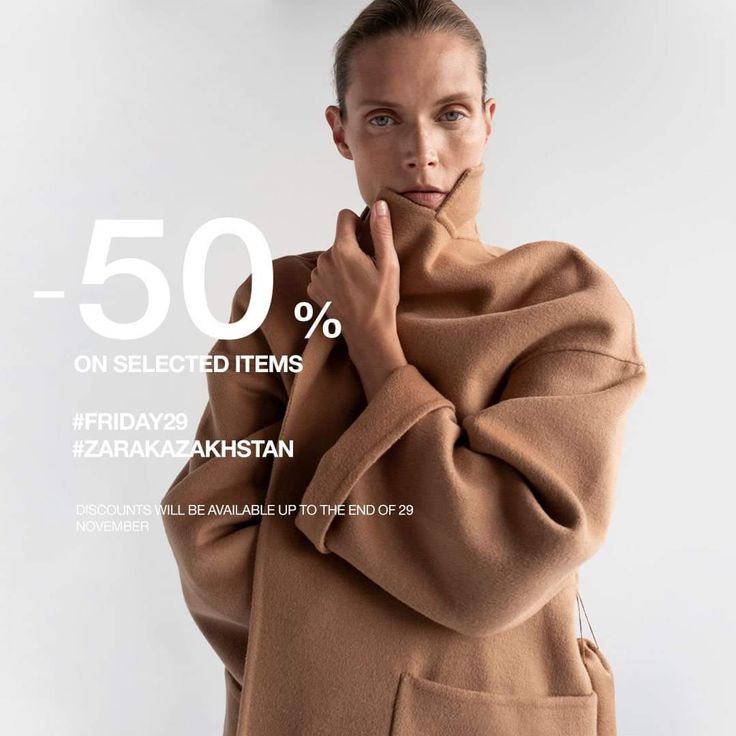 -50%
ON SELECTED ITEMS
#FRIDAY29
#ZARAKAZAKHSTAN
DISCOUNTS WILL BE AVAILABLE UP TO THE END OF 29
NOVEMBER